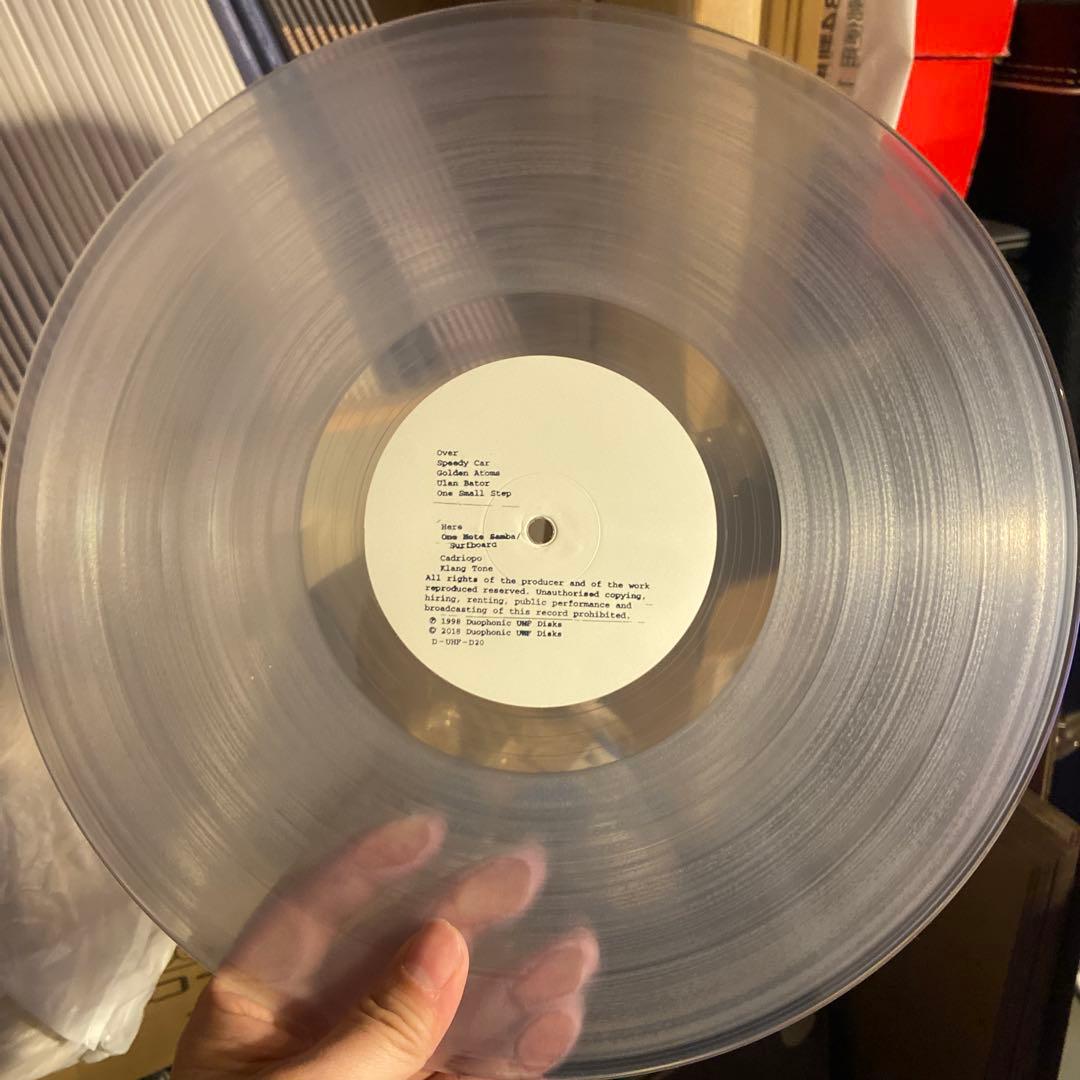 Over
Speedy Car
Golden Atoms
Ulan Bator
One Small Step
Here
One Note Samba/
Surfboard
Cadriopo
Klang Tone
All rights of the producer and of the work
reproduced reserved. Unauthorised copying,
hiring, renting, public performance and
broadcasting of this record prohibited.
℗ 1998 Duophonic UHF Disks
© 2018 Duophonic UHF Disks
D-UHF-D20